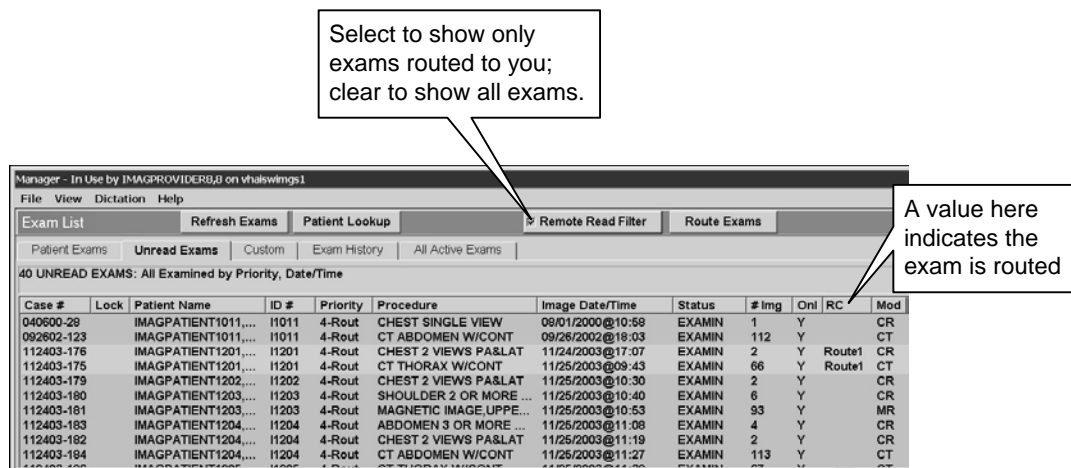 Select to show only
exams routed to you;
clear to show all exams.
Manager - In Use by IMAGPROVIDER8,8 on vhaiswimgs1
File View Dictation Help
Exam List Refresh Exams Patient Lookup Remote Read Filter Route Exams
A value here
indicates the
exam is routed
Patient Exams Unread Exams Custom Exam History All Active Exams
40 UNREAD EXAMS: All Examined by Priority, Date/Time
Case # Lock Patient Name ID # Priority Procedure Image Date/Time Status # Img Onl RC Mod
040600-28 IMAGPATIENT1011,... I1011 4-Rout CHEST SINGLE VIEW 08/01/2000@10:58 EXAMIN 1 Y CR
092602-123 IMAGPATIENT1011,... I1011 4-Rout CT ABDOMEN W/CONT 09/26/2002@18:03 EXAMIN 112 Y CT
112403-176 IMAGPATIENT1201,... I1201 4-Rout CHEST 2 VIEWS PA&LAT 11/24/2003@17:07 EXAMIN 2 Y Route1 CR
112403-175 IMAGPATIENT1201,... I1201 4-Rout CT THORAX W/CONT 11/25/2003@09:43 EXAMIN 66 Y Route1 CT
112403-179 IMAGPATIENT1202,... I1202 4-Rout CHEST 2 VIEWS PA&LAT 11/25/2003@10:30 EXAMIN 2 Y CR
112403-180 IMAGPATIENT1203,... I1203 4-Rout SHOULDER 2 OR MORE ... 11/25/2003@10:40 EXAMIN 6 Y CR
112403-181 IMAGPATIENT1203,... I1203 4-Rout MAGNETIC IMAGE,UPPE... 11/25/2003@10:53 EXAMIN 93 Y MR
112403-183 IMAGPATIENT1204,... I1204 4-Rout ABDOMEN 3 OR MORE ... 11/25/2003@11:08 EXAMIN 4 Y CR
112403-182 IMAGPATIENT1204,... I1204 4-Rout CHEST 2 VIEWS PA&LAT 11/25/2003@11:19 EXAMIN 2 Y CR
112403-184 IMAGPATIENT1204,... I1204 4-Rout CT ABDOMEN W/CONT 11/25/2003@11:27 EXAMIN 113 Y CT